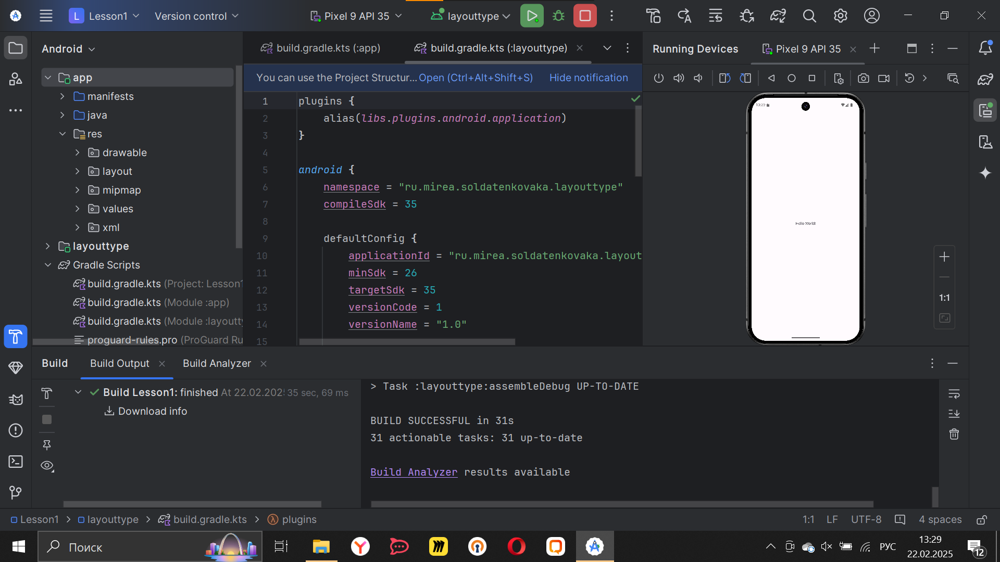 L Lesson1
Version control
Pixel 9 API 35
layouttype
Android
app
manifests
java
res
drawable
layout
mipmap
values
xml
layouttype
Gradle Scripts
build.gradle.kts (Project: Lesson1
build.gradle.kts (Module :app)
build.gradle.kts (Module :layoutty
proguard-rules.pro (ProGuard Ru
build.gradle.kts (:app)
build.gradle.kts (:layouttype)
You can use the Project Structur... Open (Ctrl+Alt+Shift+S) Hide notification
1 plugins {
2 alias(libs.plugins.android.application)
3 }
4
5 android {
6 namespace = "ru.mirea.soldatenkovaka.layouttype"
7 compileSdk = 35
8
9 defaultConfig {
10 applicationId = "ru.mirea.soldatenkovaka.layout
11 minSdk = 26
12 targetSdk = 35
13 versionCode = 1
14 versionName = "1.0"
15
Running Devices
Pixel 9 API 35
10:29
Hello World!
1:1
Build
Build Output
Build Analyzer
Build Lesson1: finished At 22.02.202 35 sec, 69 ms
Download info
> Task :layouttype:assembleDebug UP-TO-DATE
BUILD SUCCESSFUL in 31s
31 actionable tasks: 31 up-to-date
Build Analyzer results available
Lesson1 > layouttype > build.gradle.kts > plugins
1:1 LF UTF-8 4 spaces
Поиск
РУС
13:29
22.02.2025
12